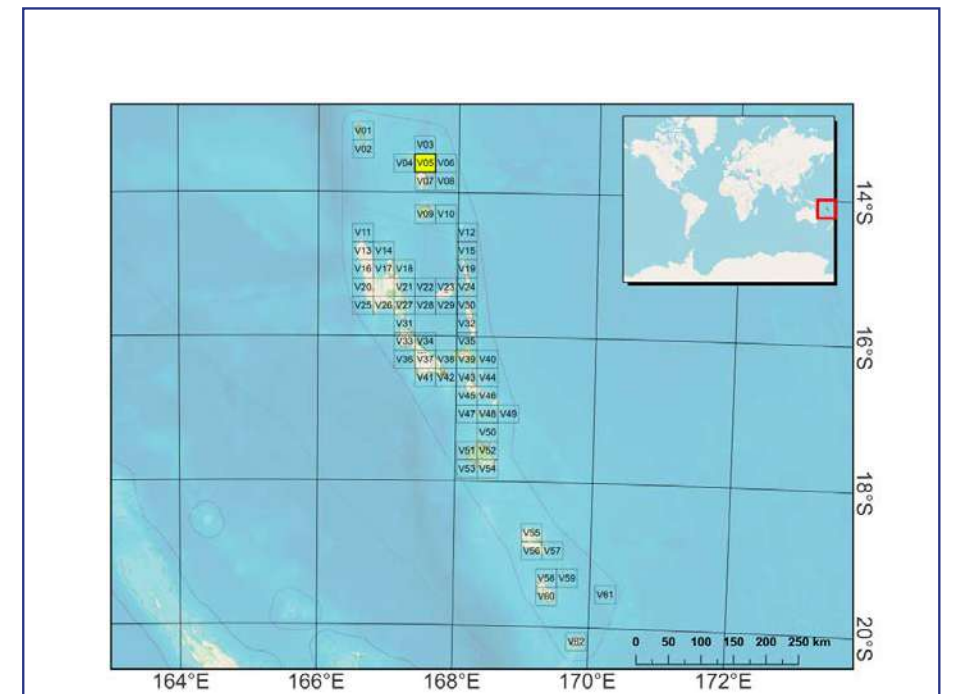 V01
V02 V03
V04 V05 V06
V07 V08
14°S
V09 V10
V11 V12
V13 V14 V15
V16 V17 V18 V19
V20 V21 V22 V23 V24
V25 V26 V27 V28 V29 V30
V31 V32
V33 V34 V35
16°S
V36 V37 V38 V39 V40
V41 V42 V43 V44
V45 V46
V47 V48 V49
V50
V51 V52
V53 V54
18°S
V55
V56 V57
V58 V59
V60 V61
V62
20°S
0 50 100 150 200 250 km
164°E 166°E 168°E 170°E 172°E